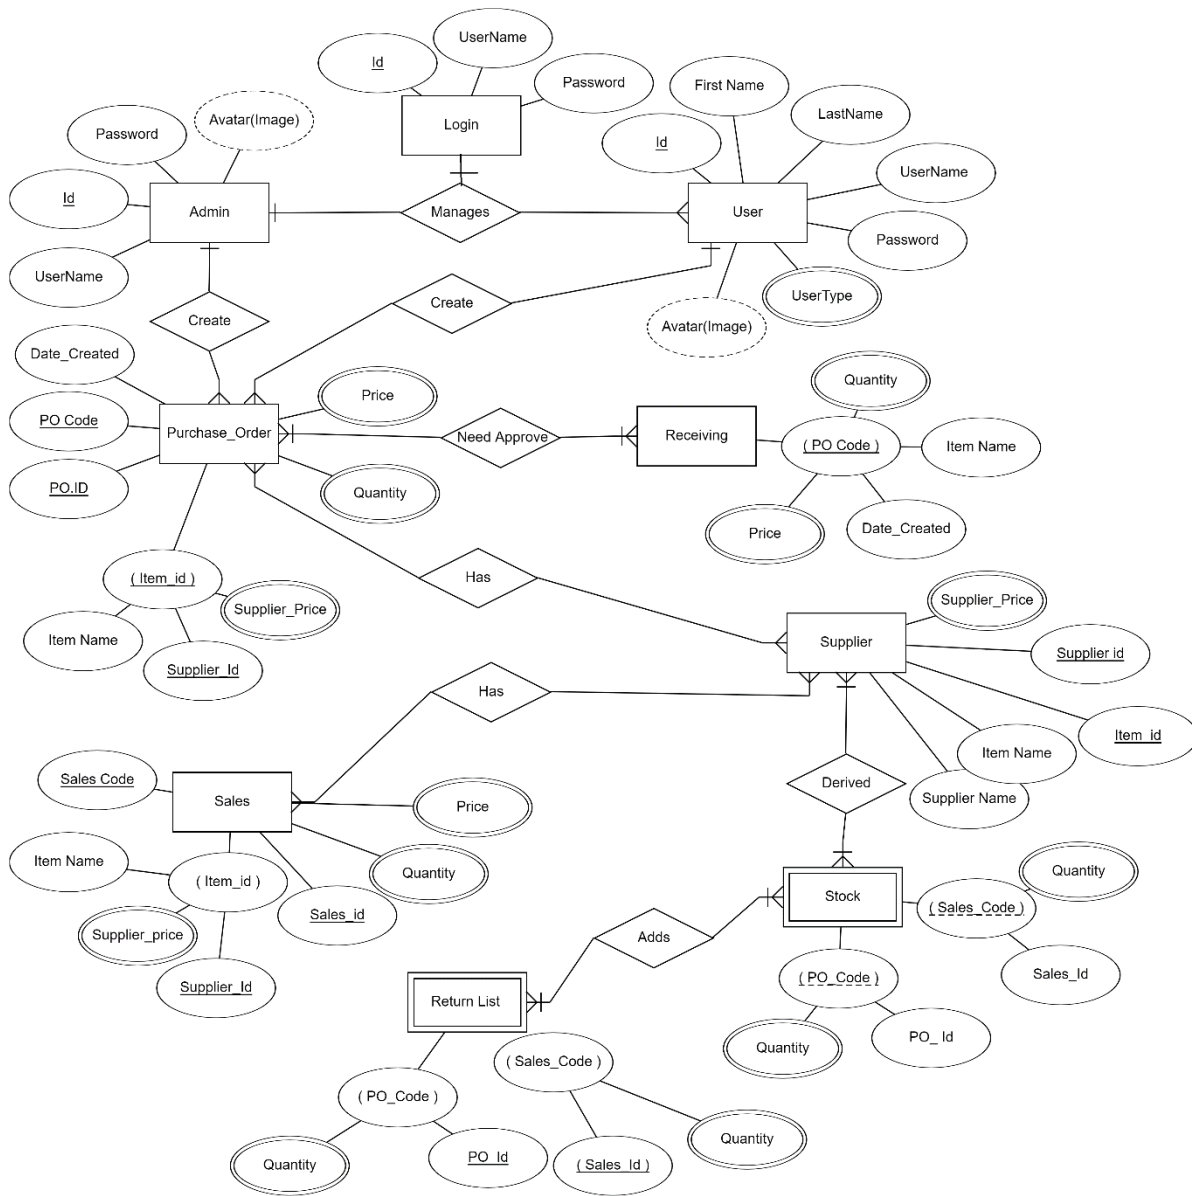 UserName
Id
Password
Login
First Name
LastName
Id
UserName
Password
UserType
Avatar(Image)
User
Avatar(Image)
Password
Id
Admin
UserName
Manages
Create
Create
Date_Created
PO Code
PO.ID
Purchase_Order
Price
Quantity
Need Approve
Receiving
Quantity
( PO Code )
Item Name
Price
Date_Created
( Item_id )
Supplier_Price
Item Name
Supplier_Id
Has
Supplier_Price
Supplier
Supplier id
Item_id
Item Name
Supplier Name
Has
Derived
Sales Code
Sales
Price
Quantity
Item Name
( Item_id )
Sales_id
Supplier_price
Supplier_Id
Stock
Quantity
( Sales_Code )
Sales_Id
( PO_Code )
Quantity
PO_ Id
Adds
Return List
( PO_Code )
Quantity
PO_Id
( Sales_Code )
( Sales_Id )
Quantity